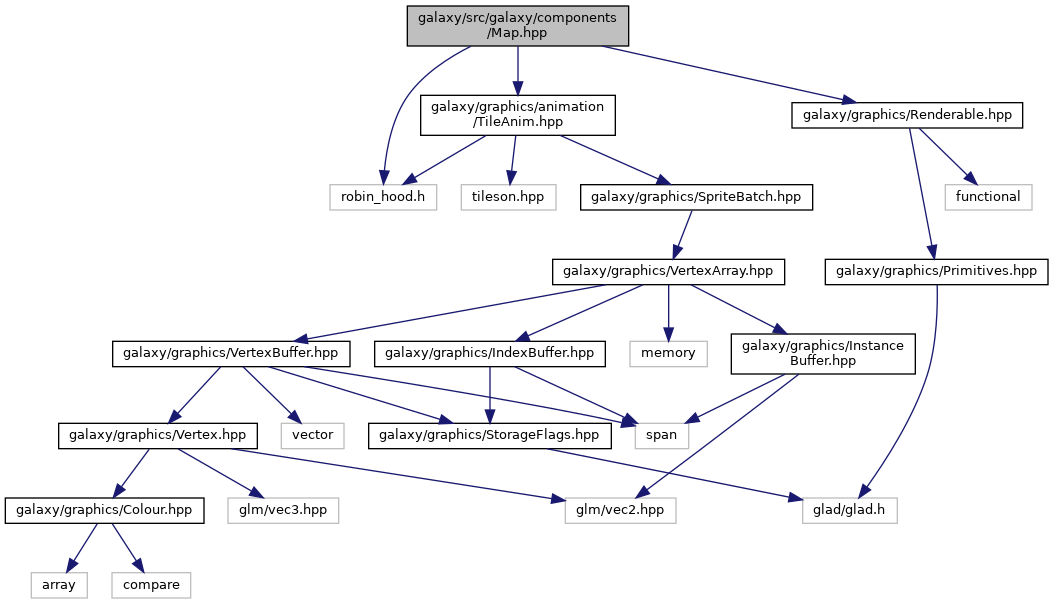 galaxy/src/galaxy/components
/Map.hpp
galaxy/graphics/animation
/TileAnim.hpp
galaxy/graphics/Renderable.hpp
robin_hood.h
tileson.hpp
galaxy/graphics/SpriteBatch.hpp
functional
galaxy/graphics/VertexArray.hpp
galaxy/graphics/Primitives.hpp
galaxy/graphics/VertexBuffer.hpp
galaxy/graphics/IndexBuffer.hpp
memory
galaxy/graphics/Instance
Buffer.hpp
galaxy/graphics/Vertex.hpp
vector
galaxy/graphics/StorageFlags.hpp
span
galaxy/graphics/Colour.hpp
glm/vec3.hpp
glm/vec2.hpp
glad/glad.h
array
compare